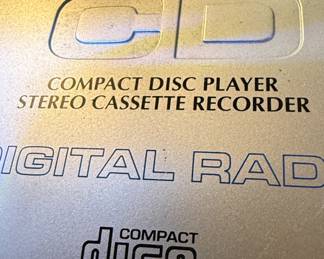 CD
COMPACT DISC PLAYER
STEREO CASSETTE RECORDER
DIGITAL RAD
COMPACT
disc